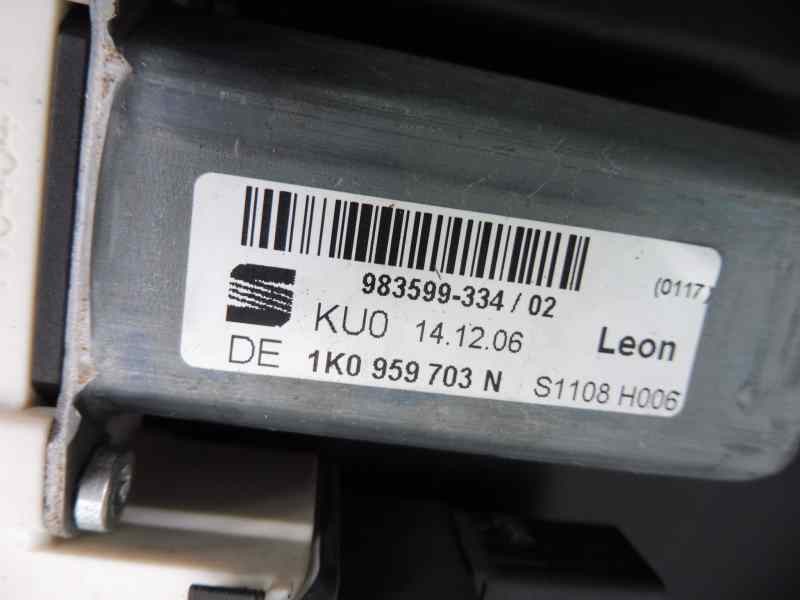 983599-334 / 02
(0117)
KU0 14.12.06 Leon
DE 1K0 959 703 N S1108 H006